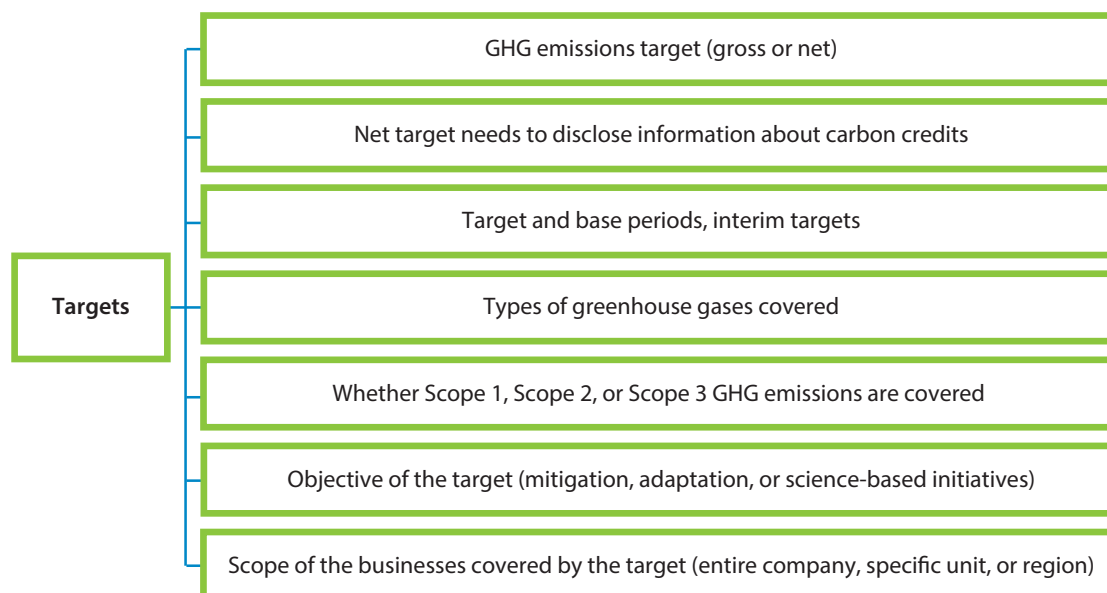 GHG emissions target (gross or net)
Net target needs to disclose information about carbon credits
Target and base periods, interim targets
Targets
Types of greenhouse gases covered
Whether Scope 1, Scope 2, or Scope 3 GHG emissions are covered
Objective of the target (mitigation, adaptation, or science-based initiatives)
Scope of the businesses covered by the target (entire company, specific unit, or region)